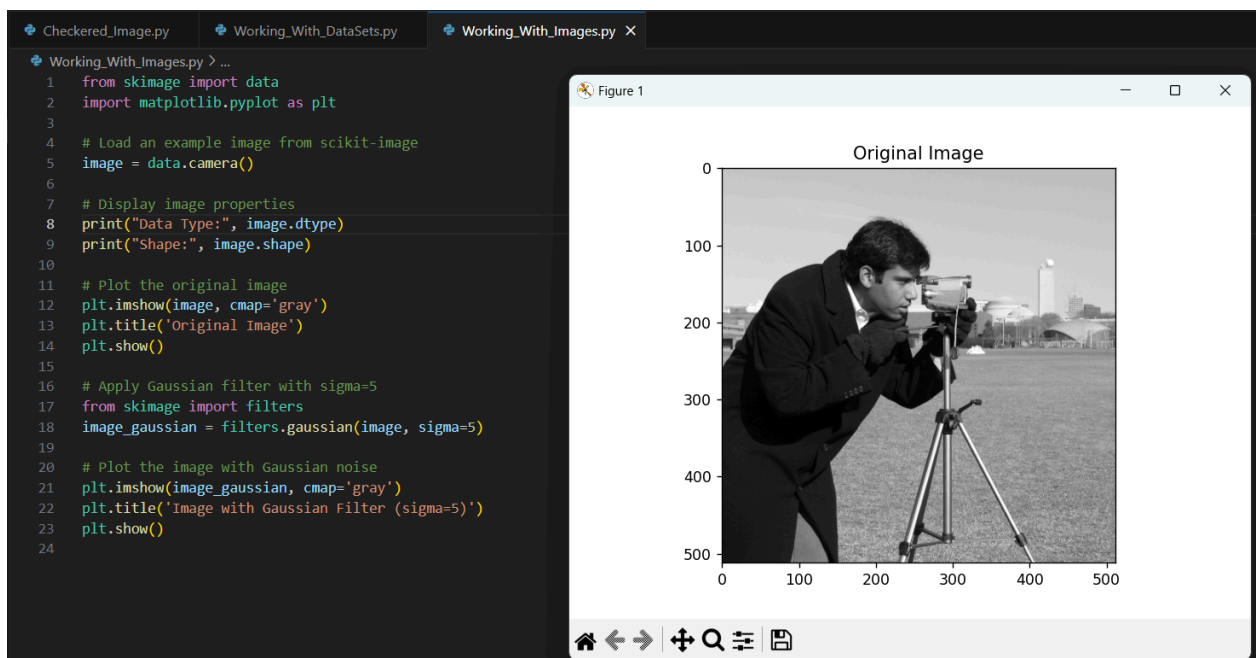 Checkered_Image.py
Working_With_DataSets.py
Working_With_Images.py
Working_With_Images.py > ...
1 from skimage import data
2 import matplotlib.pyplot as plt
3
4 # Load an example image from scikit-image
5 image = data.camera()
6
7 # Display image properties
8 print("Data Type:", image.dtype)
9 print("Shape:", image.shape)
10
11 # Plot the original image
12 plt.imshow(image, cmap='gray')
13 plt.title('Original Image')
14 plt.show()
15
16 # Apply Gaussian filter with sigma=5
17 from skimage import filters
18 image_gaussian = filters.gaussian(image, sigma=5)
19
20 # Plot the image with Gaussian noise
21 plt.imshow(image_gaussian, cmap='gray')
22 plt.title('Image with Gaussian Filter (sigma=5)')
23 plt.show()
24
Figure 1
Original Image
0
100
200
300
400
500
0 100 200 300 400 500